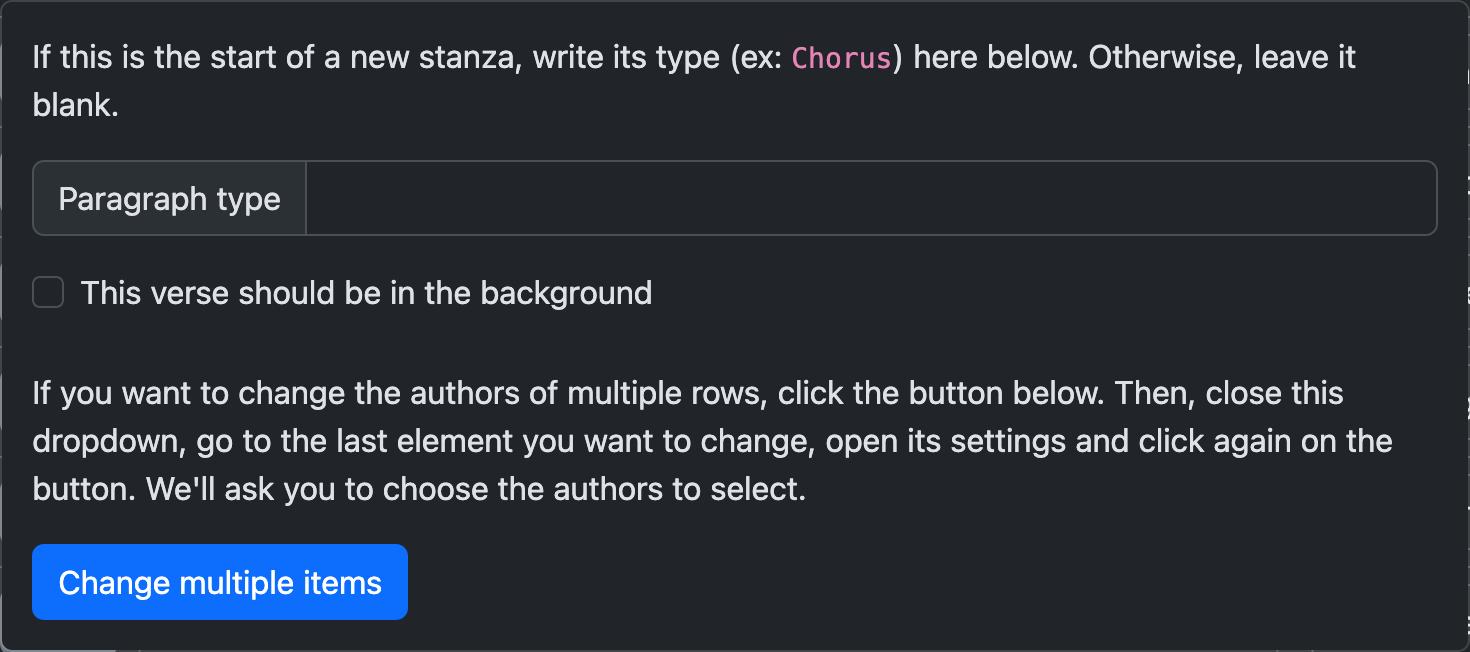 If this is the start of a new stanza, write its type (ex: Chorus) here below. Otherwise, leave it
blank.
Paragraph type
This verse should be in the background
If you want to change the authors of multiple rows, click the button below. Then, close this
dropdown, go to the last element you want to change, open its settings and click again on the
button. We'll ask you to choose the authors to select.
Change multiple items